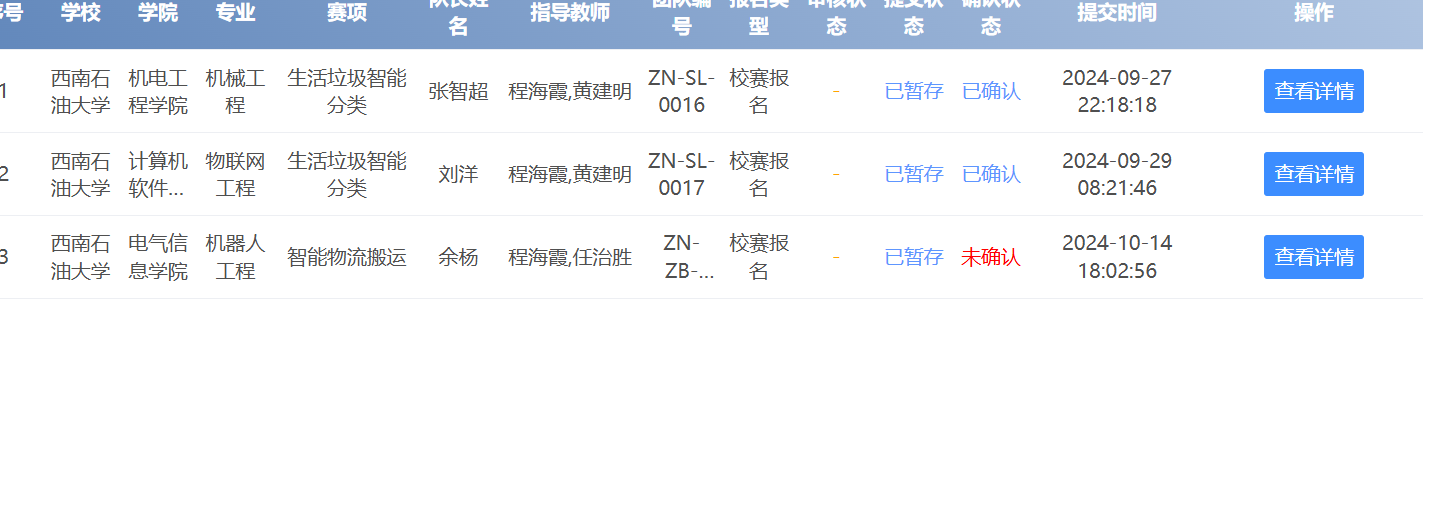 学校 学院 专业 赛项 指导教师 提交时间 操作
名 号 型 态 态 态
1 西南石油大学 机电工程学院 机械工程 生活垃圾智能分类 张智超 程海霞,黄建明 ZN-SL-0016 校赛报名 - 已暂存 已确认 2024-09-27 22:18:18 查看详情
2 西南石油大学 计算机软件... 物联网工程 生活垃圾智能分类 刘洋 程海霞,黄建明 ZN-SL-0017 校赛报名 - 已暂存 已确认 2024-09-29 08:21:46 查看详情
3 西南石油大学 电气信息学院 机器人工程 智能物流搬运 余杨 程海霞,任治胜 ZN-ZB-... 校赛报名 - 已暂存 未确认 2024-10-14 18:02:56 查看详情